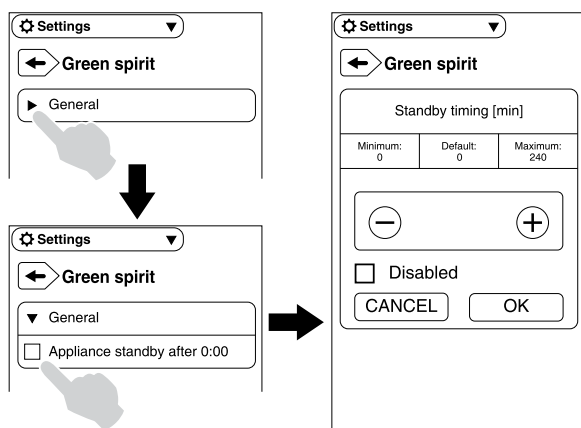 Settings
Green spirit
General
Settings
Green spirit
General
Appliance standby after 0:00
Settings
Green spirit
Standby timing [min]
Minimum: Default: Maximum:
0 0 240
Disabled
CANCEL OK